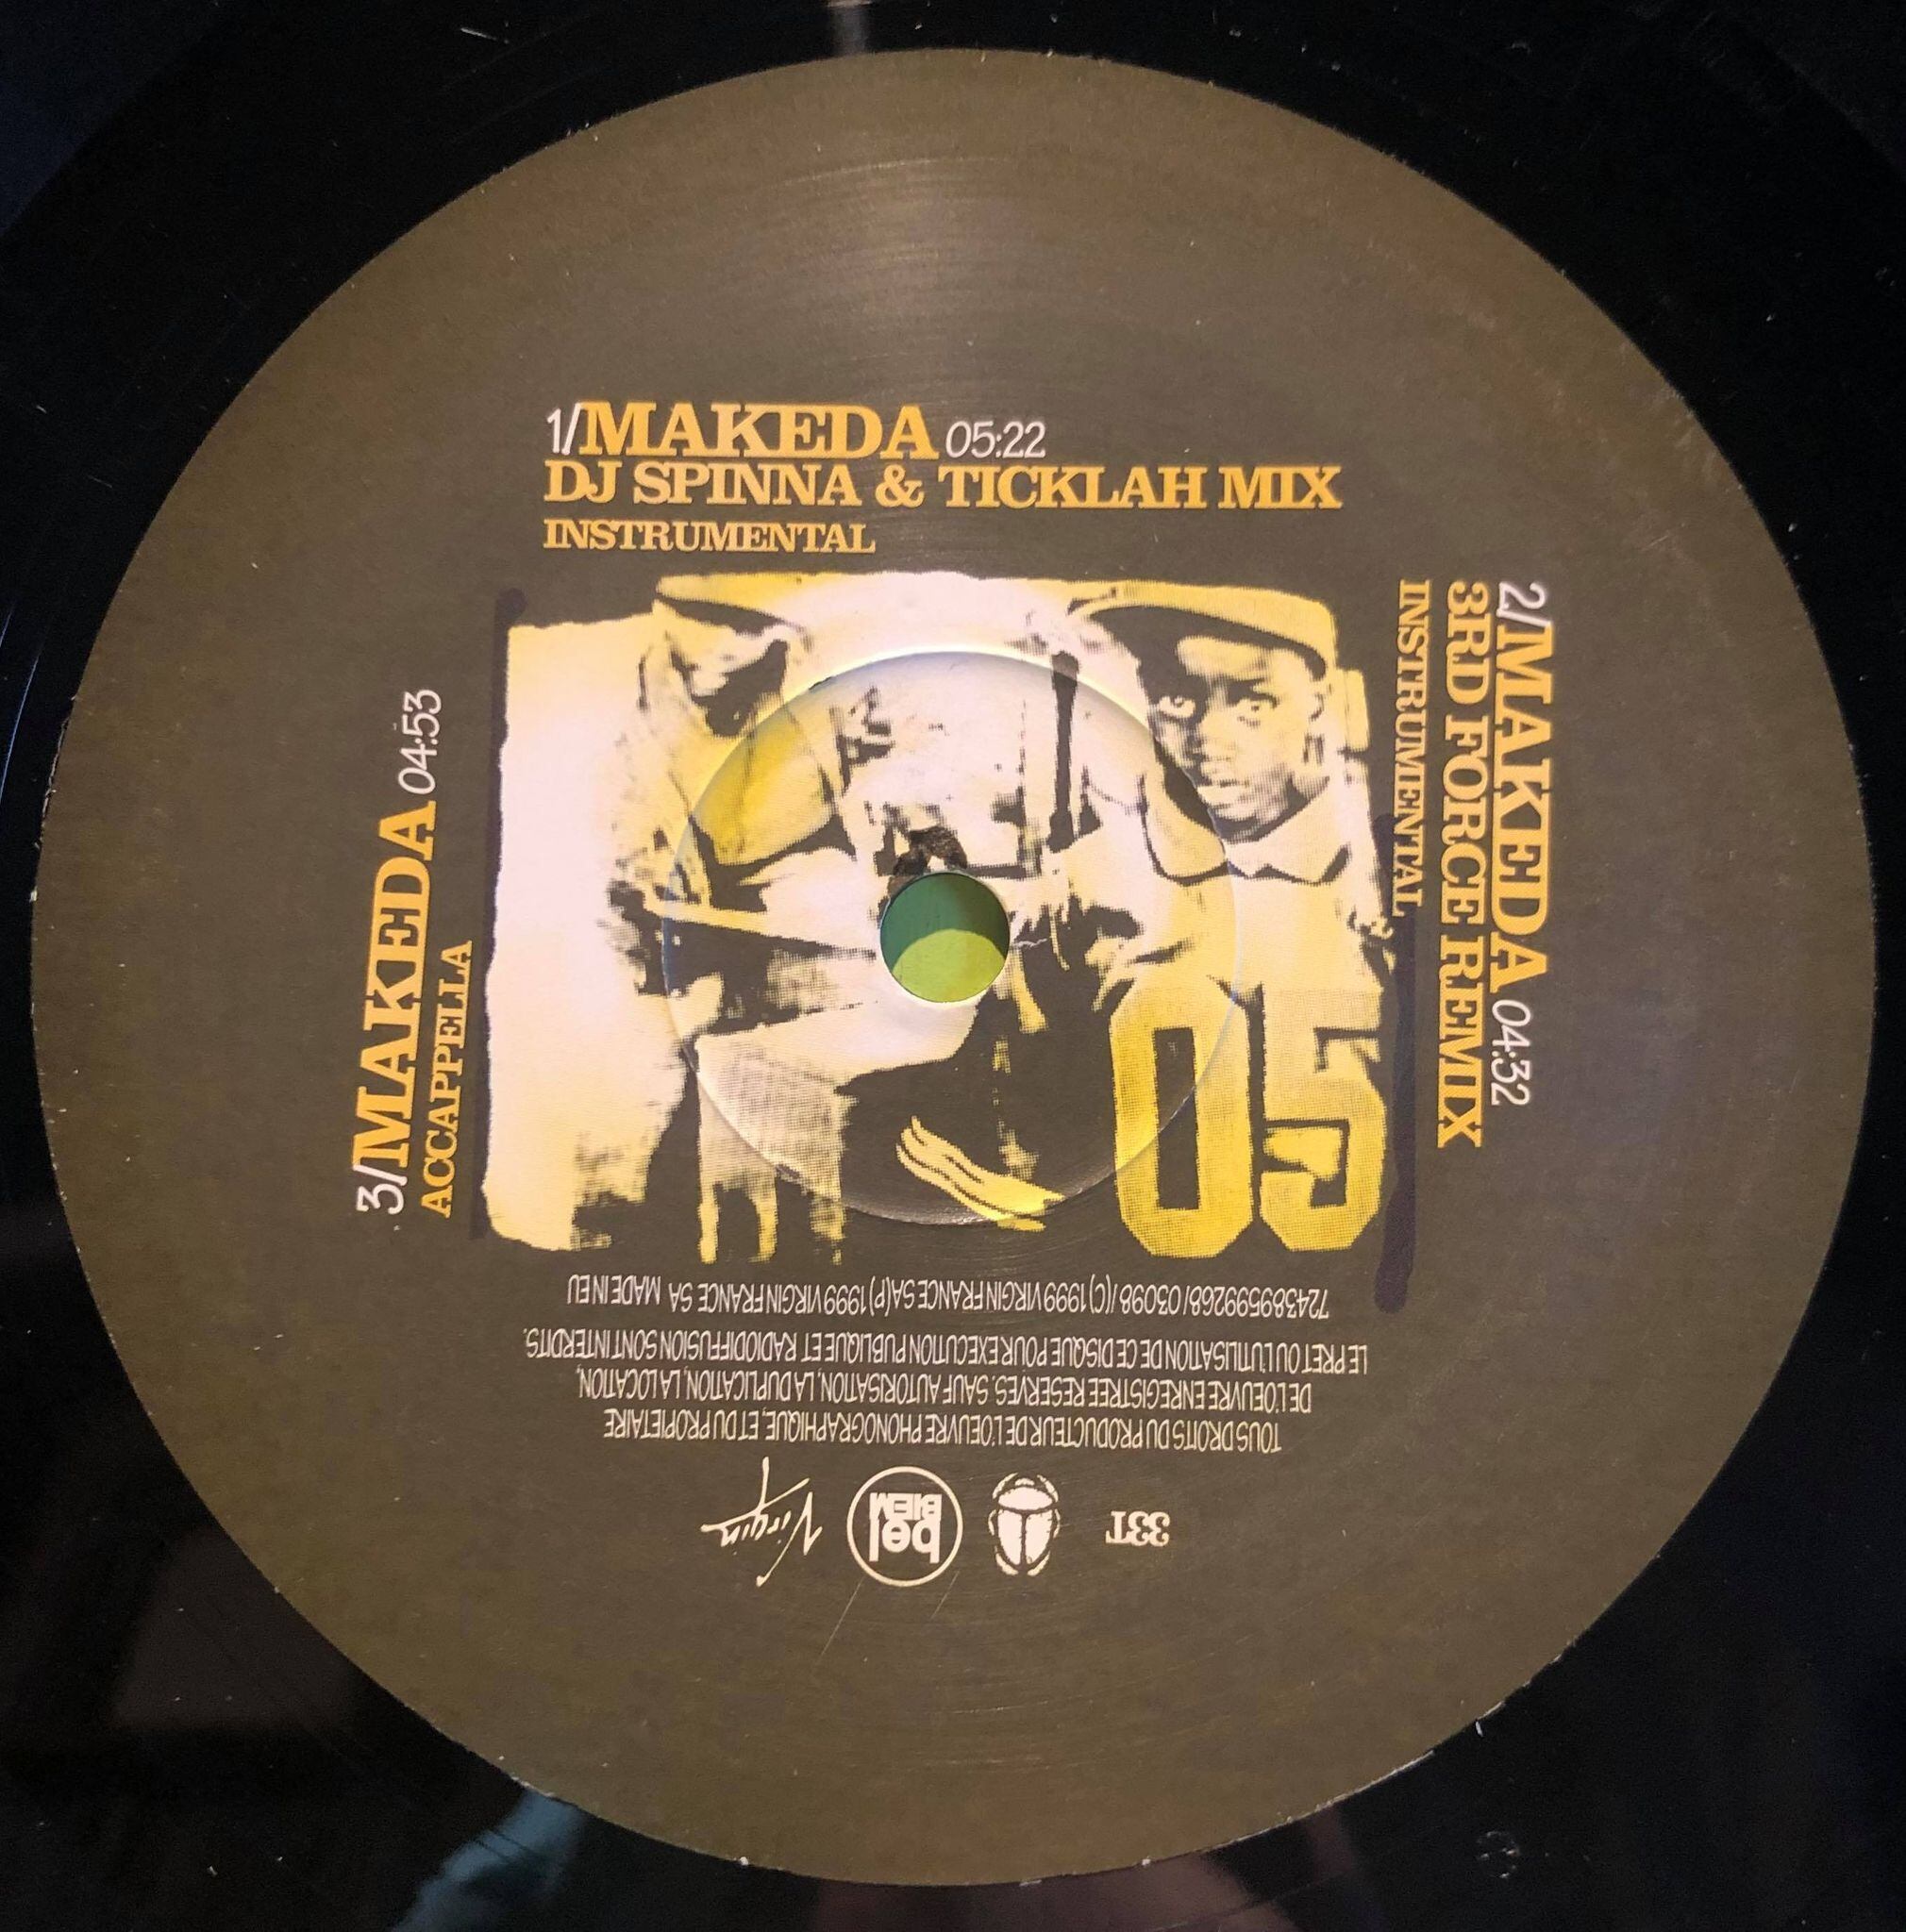 1/MAKEDA 05:22
DJ SPINNA & TICKLAH MIX
INSTRUMENTAL
2/MAKEDA 04:32
3RD FORCE REMIX
INSTRUMENTAL
3/MAKEDA 04:53
ACCAPPELLA
05
33T
bel
BIEM
Virgin
TOUS DROITS DU PRODUCTEUR DE L'OEUVRE PHONOGRAPHIQUE, ET DU PROPIETAIRE
DE L'OEUVRE ENREGISTREE RESERVES. SAUF AUTORISATION, LA DUPLICATION, LA LOCATION,
LE PRET OU L'UTILISATION DE CE DISQUE POUR EXECUTION PUBLIQUE ET RADIODIFFUSION SONT INTERDITS.
724389599268/ 03098/ (C) 1999 VIRGIN FRANCE SA (P) 1999 VIRGIN FRANCE SA MADE IN EU